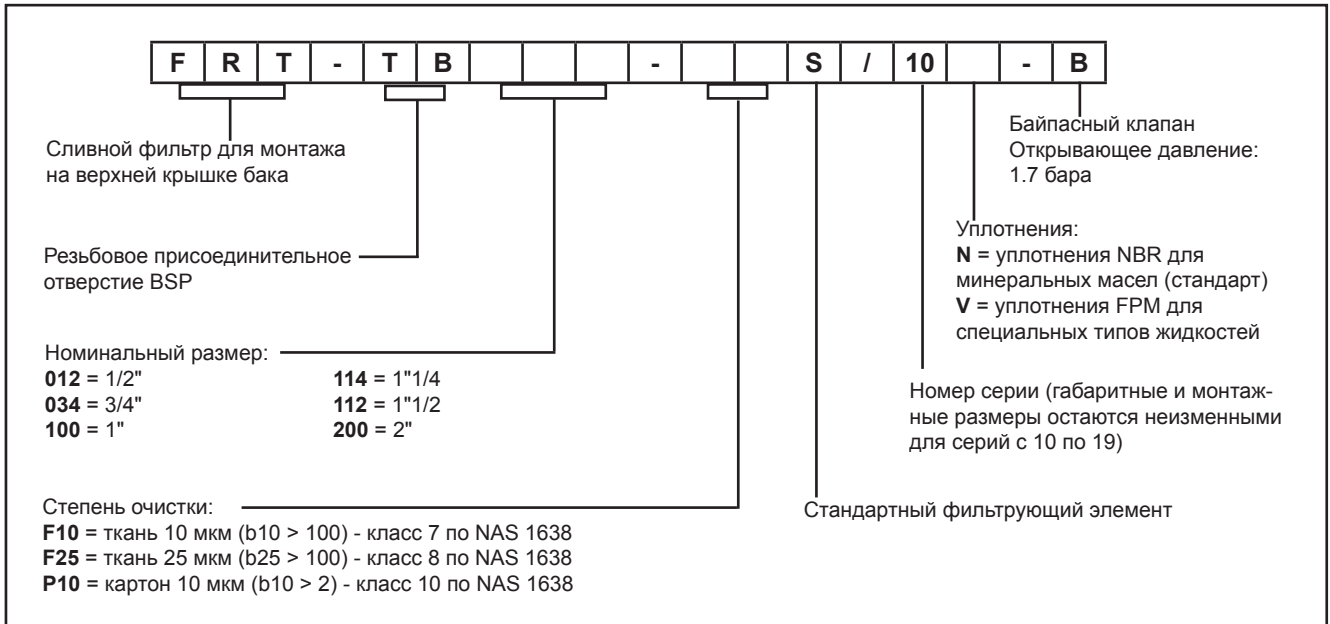 F R T - T B - S / 10 - B
Сливной фильтр для монтажа
на верхней крышке бака
Байпасный клапан
Открывающее давление:
1.7 бара
Резьбовое присоединительное
отверстие BSP
Уплотнения:
N = уплотнения NBR для
минеральных масел (стандарт)
V = уплотнения FPM для
специальных типов жидкостей
Номинальный размер:
012 = 1/2" 114 = 1"1/4
034 = 3/4" 112 = 1"1/2
100 = 1" 200 = 2"
Номер серии (габаритные и монтаж-
ные размеры остаются неизменными
для серий с 10 по 19)
Степень очистки:
F10 = ткань 10 мкм (b10 > 100) - класс 7 по NAS 1638
F25 = ткань 25 мкм (b25 > 100) - класс 8 по NAS 1638
P10 = картон 10 мкм (b10 > 2) - класс 10 по NAS 1638
Стандартный фильтрующий элемент